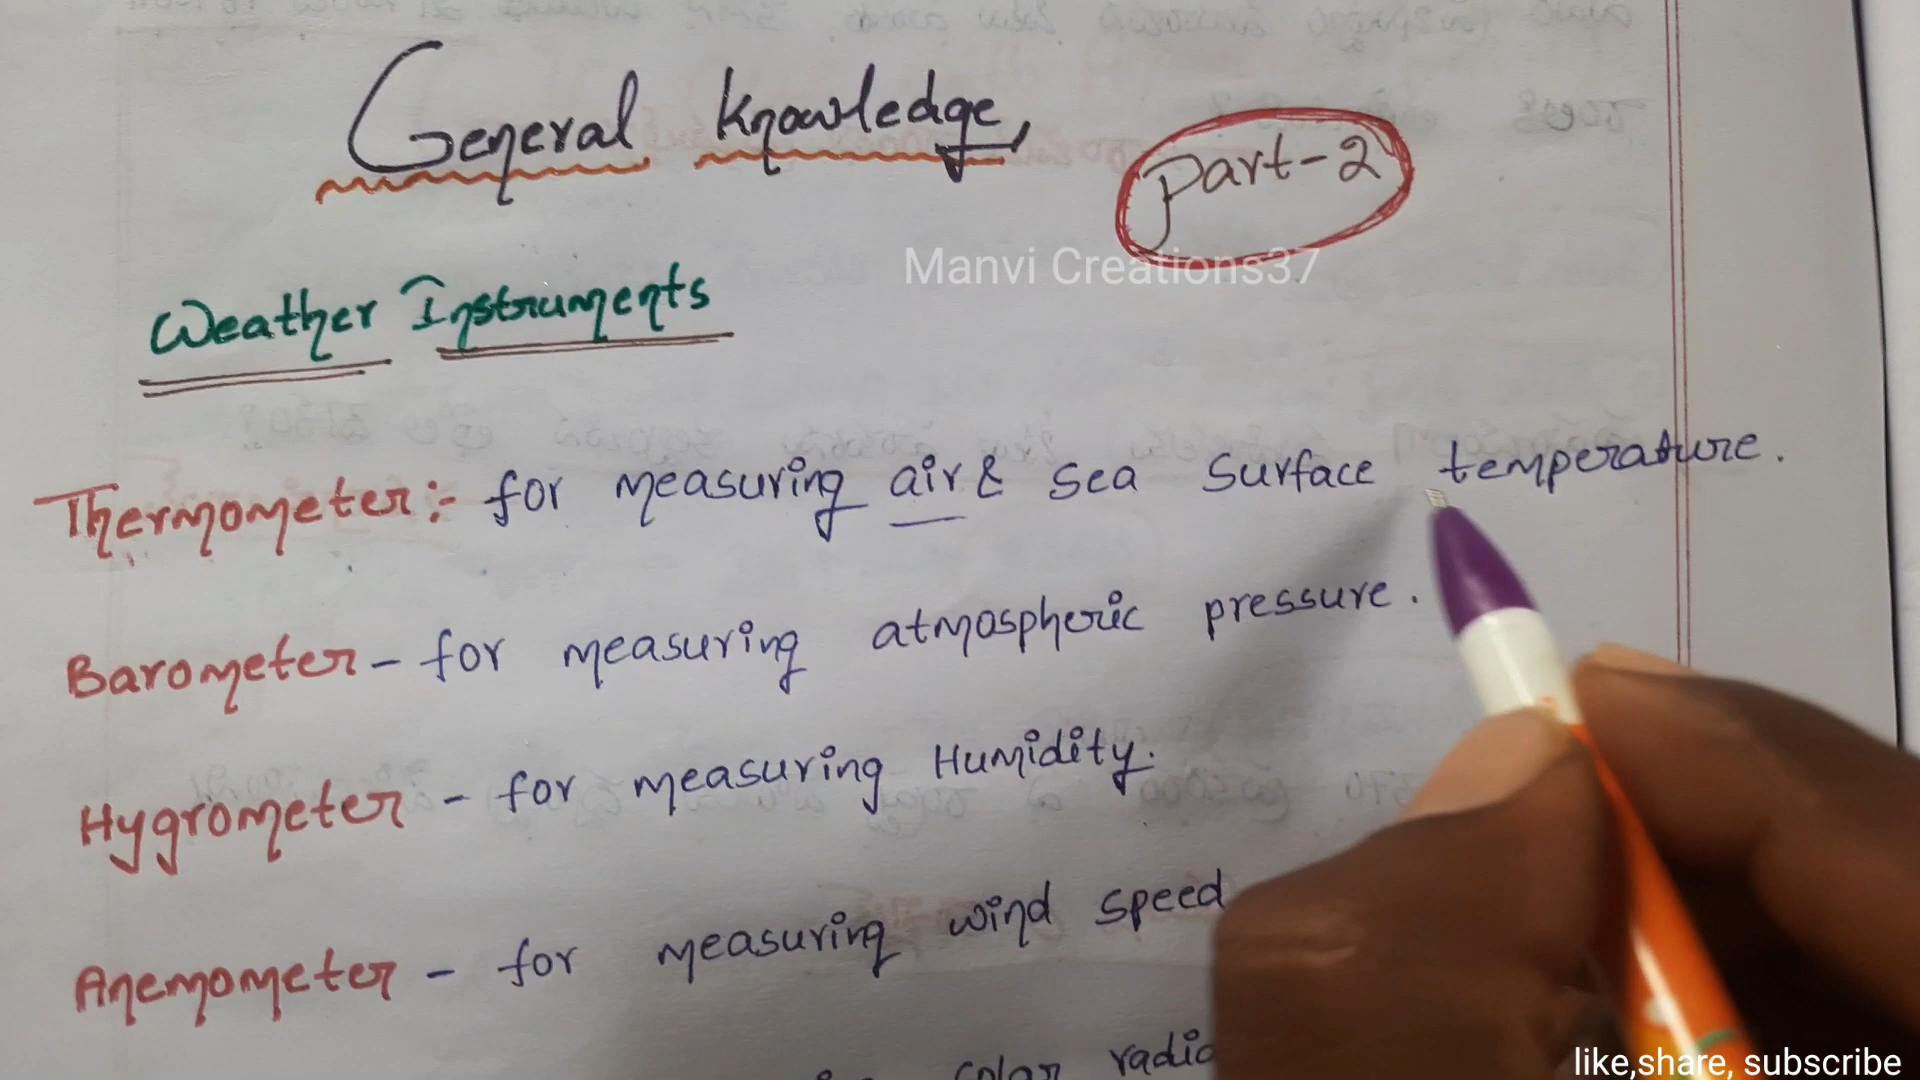 General Knowledge,
Part-2
Manvi Creations37
Weather Instruments
Thermometer:- for measuring air & sea surface temperature.
Barometer - for measuring atmospheric pressure.
Hygrometer - for measuring Humidity.
Anemometer - for measuring wind speed
solar
like,share, subscribe